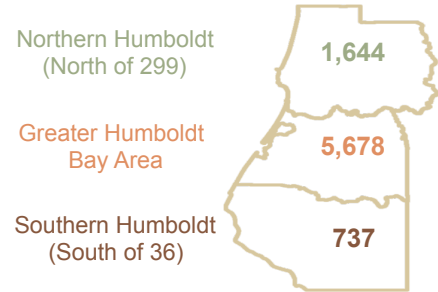 Northern Humboldt
(North of 299)
1,644
Greater Humboldt
Bay Area
5,678
Southern Humboldt
(South of 36)
737